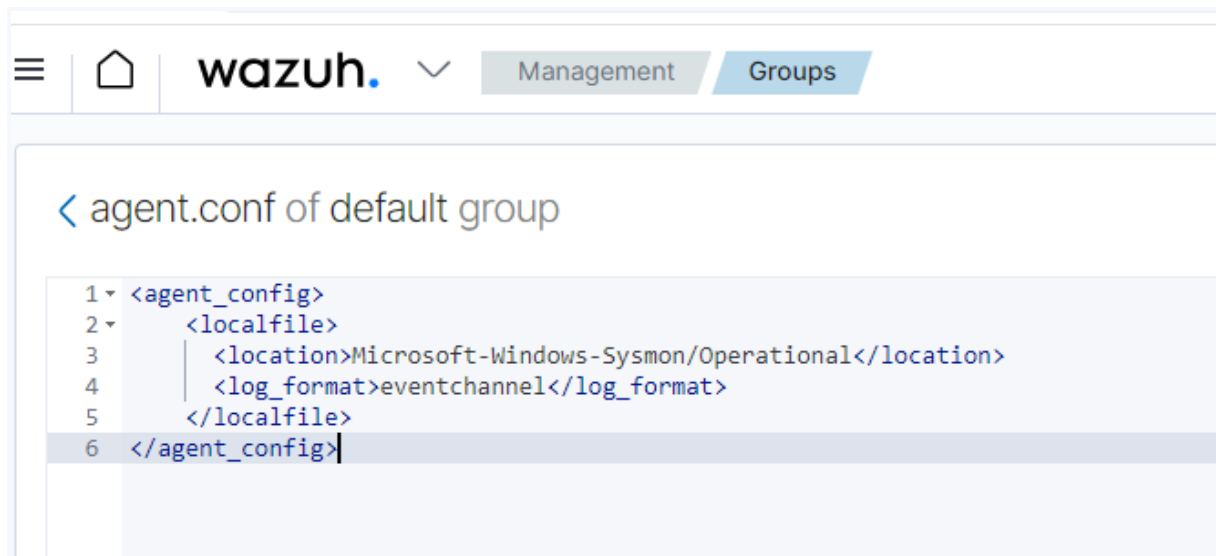 wazuh. Management Groups
agent.conf of default group
1 <agent_config>
2 <localfile>
3 <location>Microsoft-Windows-Sysmon/Operational</location>
4 <log_format>eventchannel</log_format>
5 </localfile>
6 </agent_config>